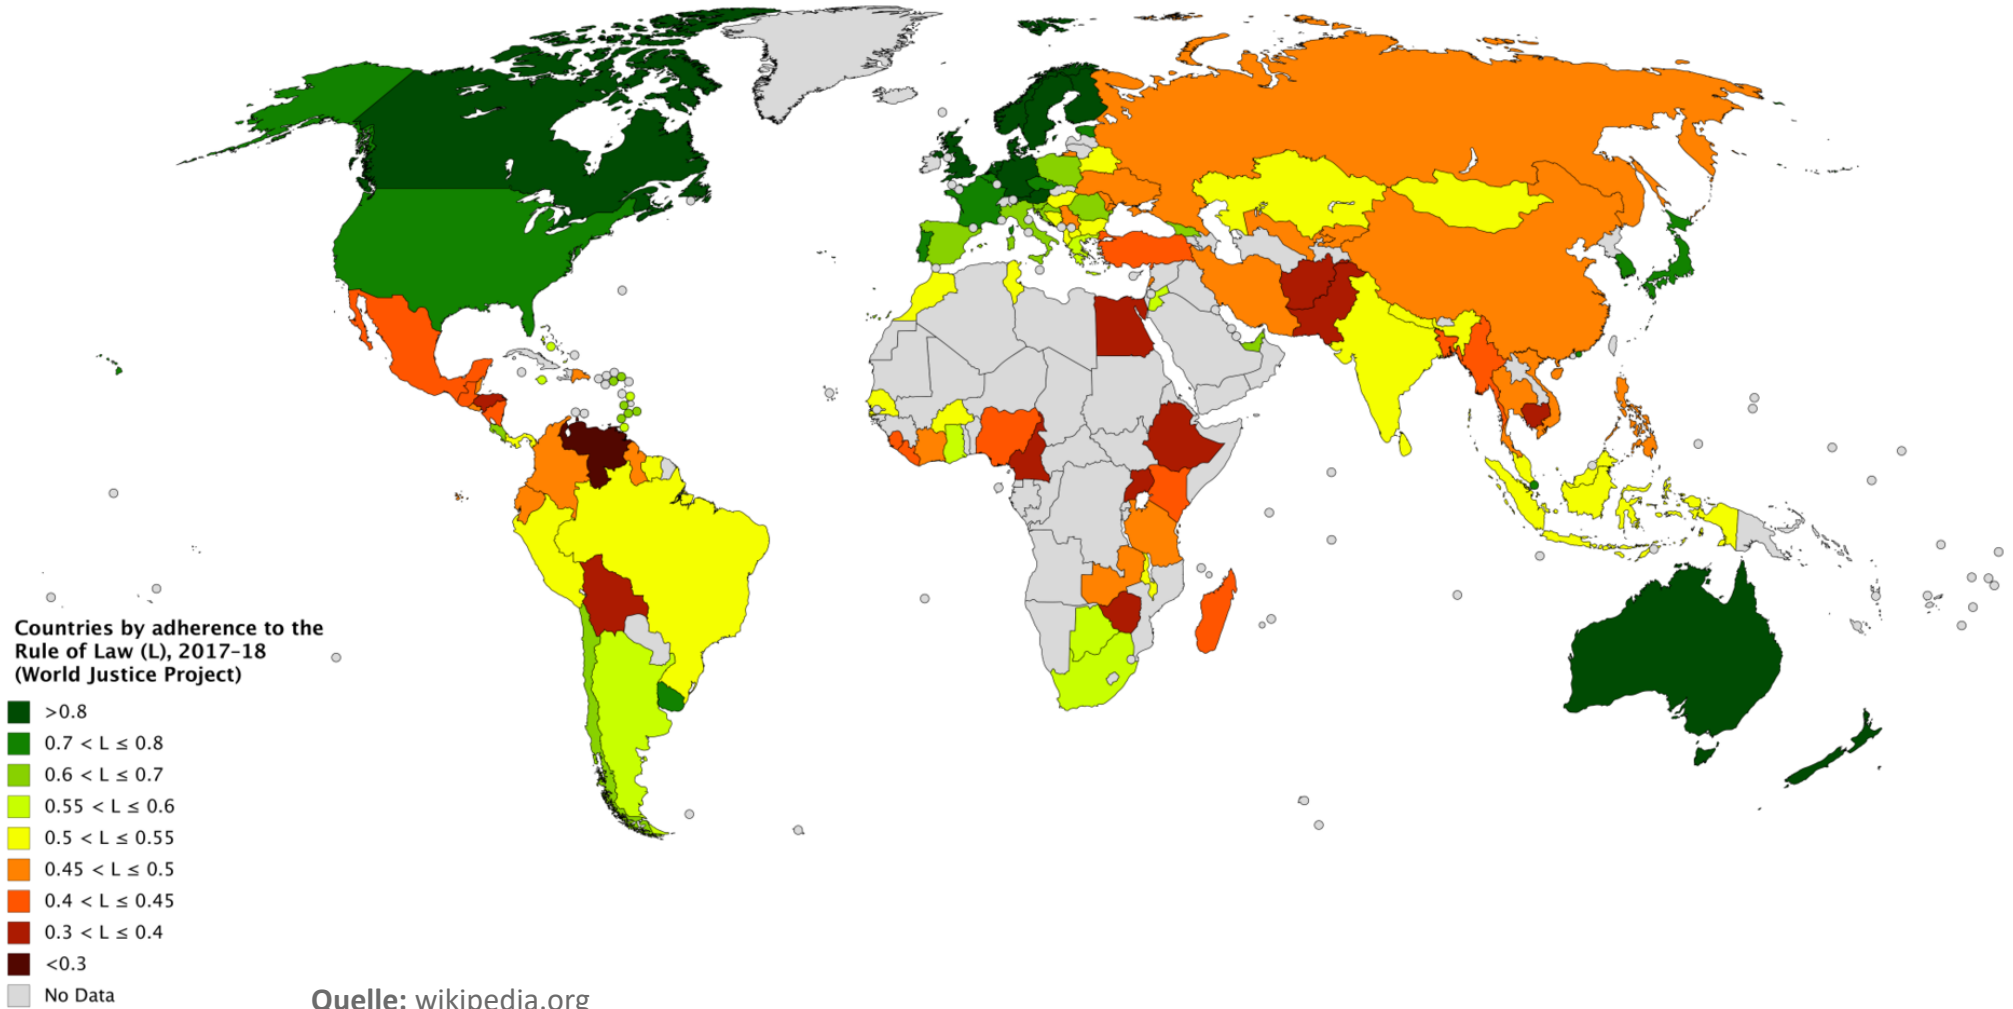 Countries by adherence to the
Rule of Law (L), 2017–18
(World Justice Project)
>0.8
0.7 < L ≤ 0.8
0.6 < L ≤ 0.7
0.55 < L ≤ 0.6
0.5 < L ≤ 0.55
0.45 < L ≤ 0.5
0.4 < L ≤ 0.45
0.3 < L ≤ 0.4
<0.3
No Data
Quelle: wikipedia.org